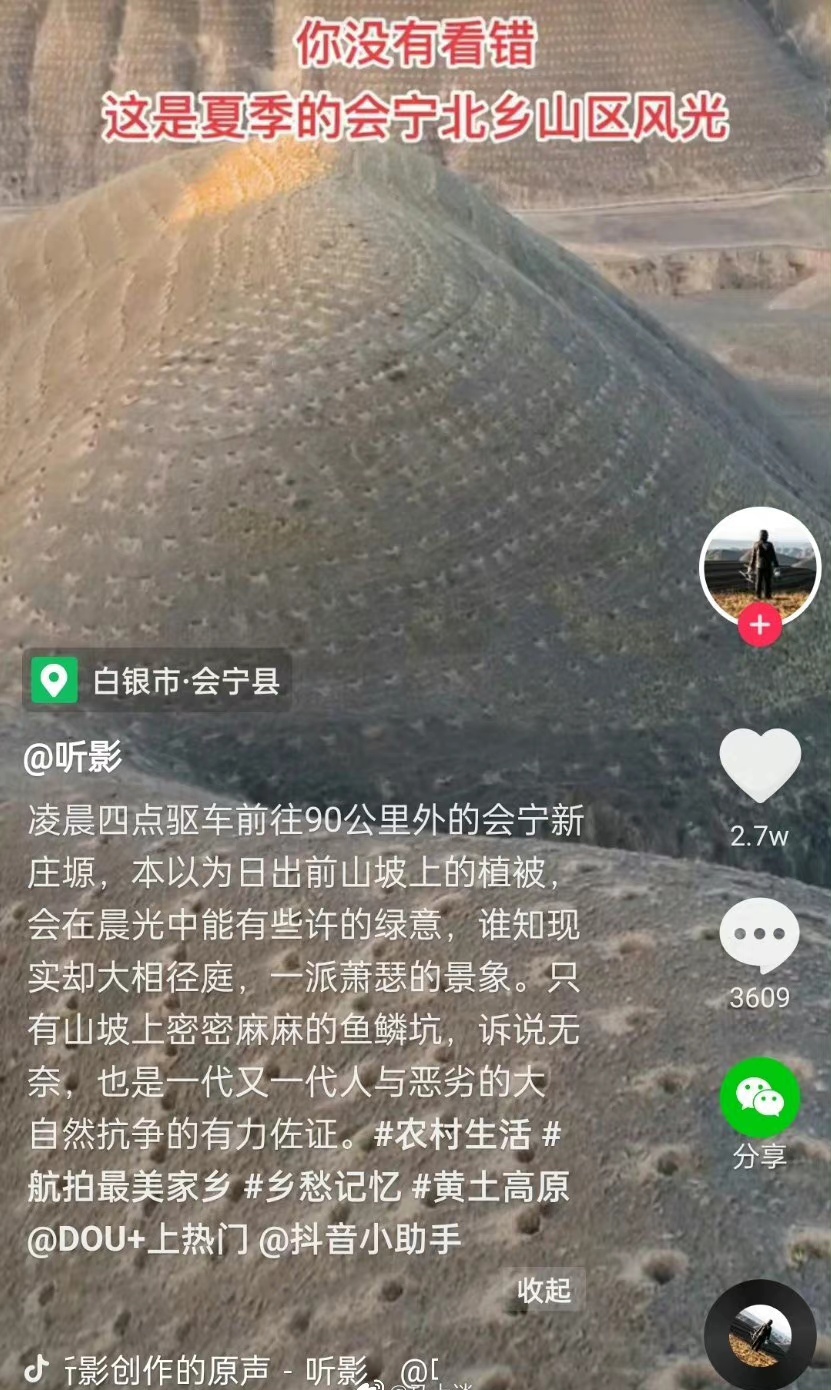 你没有看错
这是夏季的会宁北乡山区风光
白银市·会宁县
@听影
凌晨四点驱车前往90公里外的会宁新
庄塬，本以为日出前山坡上的植被，
会在晨光中能有些许的绿意，谁知现
实却大相径庭，一派萧瑟的景象。只
有山坡上密密麻麻的鱼鳞坑，诉说无
奈，也是一代又一代人与恶劣的大
自然抗争的有力佐证。#农村生活 #
航拍最美家乡 #乡愁记忆 #黄土高原
@DOU+上热门 @抖音小助手
收起
2.7w
3609
分享
影创作的原声 - 听影